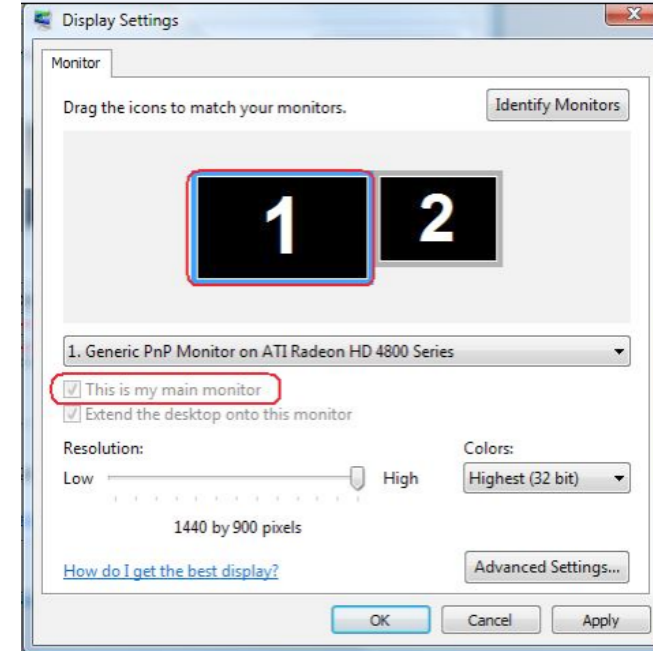 Display Settings
Monitor
Drag the icons to match your monitors.
Identify Monitors
1
2
1. Generic PnP Monitor on ATI Radeon HD 4800 Series
This is my main monitor
Extend the desktop onto this monitor
Resolution:
Colors:
Low
High
Highest (32 bit)
1440 by 900 pixels
How do I get the best display?
Advanced Settings...
OK
Cancel
Apply